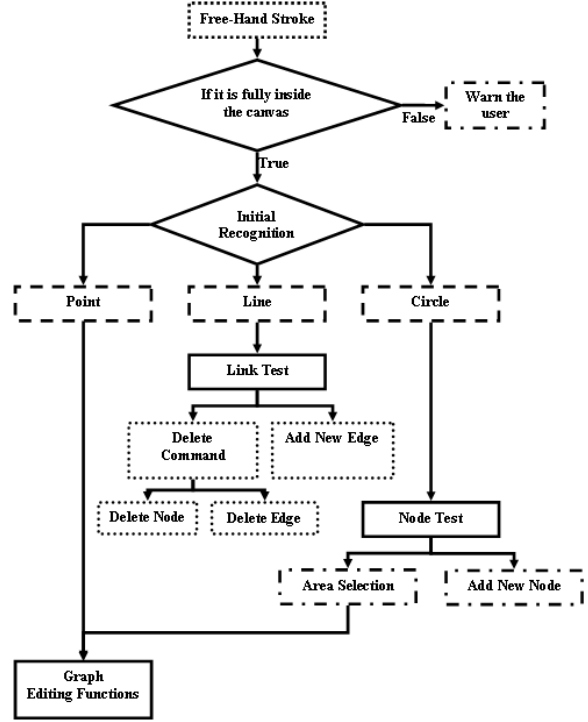 Free-Hand Stroke
If it is fully inside
the canvas
Warn the
user
False
True
Initial
Recognition
Point
Line
Circle
Link Test
Delete
Command
Add New Edge
Delete Node
Delete Edge
Node Test
Area Selection
Add New Node
Graph
Editing Functions